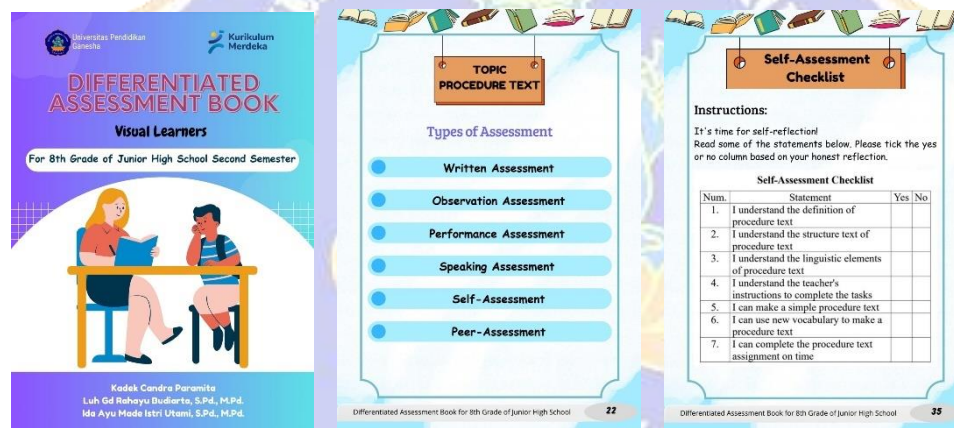 Universitas Pendidikan
Ganesha
Kurikulum
Merdeka
DIFFERENTIATED
ASSESSMENT BOOK
Visual Learners
For 8th Grade of Junior High School Second Semester
Kadek Candra Paramita
Luh Gd Rahayu Budiarta, S.Pd., M.Pd.
Ida Ayu Made Istri Utami, S.Pd., M.Pd.
TOPIC
PROCEDURE TEXT
Types of Assessment
Written Assessment
Observation Assessment
Performance Assessment
Speaking Assessment
Self-Assessment
Peer-Assessment
Differentiated Assessment Book for 8th Grade of Junior High School 22
Self-Assessment
Checklist
Instructions:
It's time for self-reflection!
Read some of the statements below. Please tick the yes
or no column based on your honest reflection.
Self-Assessment Checklist
Num. Statement Yes No
1. I understand the definition of
procedure text
2. I understand the structure text of
procedure text
3. I understand the linguistic elements
of procedure text
4. I understand the teacher's
instructions to complete the tasks
5. I can make a simple procedure text
6. I can use new vocabulary to make a
procedure text
7. I can complete the procedure text
assignment on time
Differentiated Assessment Book for 8th Grade of Junior High School 35